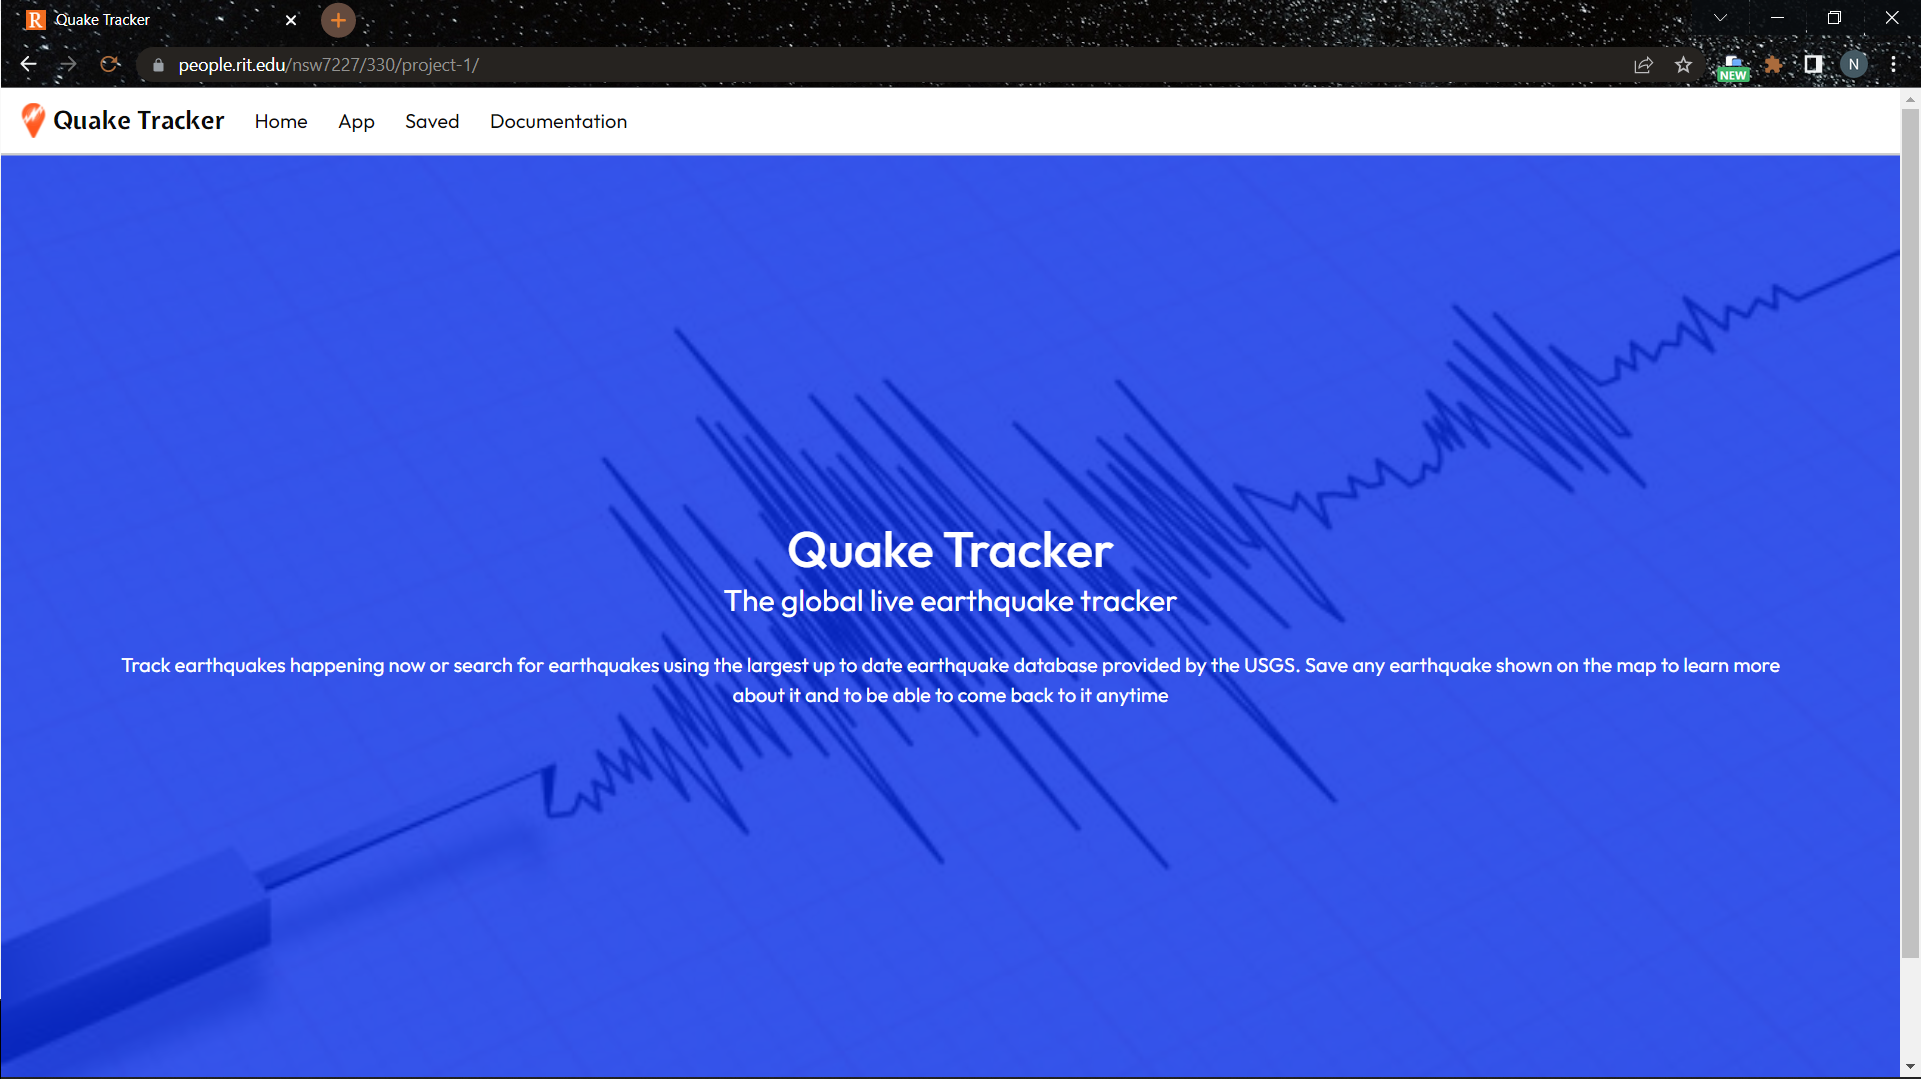 R Quake Tracker
people.rit.edu/nsw7227/330/project-1/
NEW
N
Quake Tracker Home App Saved Documentation
Quake Tracker
The global live earthquake tracker
Track earthquakes happening now or search for earthquakes using the largest up to date earthquake database provided by the USGS. Save any earthquake shown on the map to learn more
about it and to be able to come back to it anytime